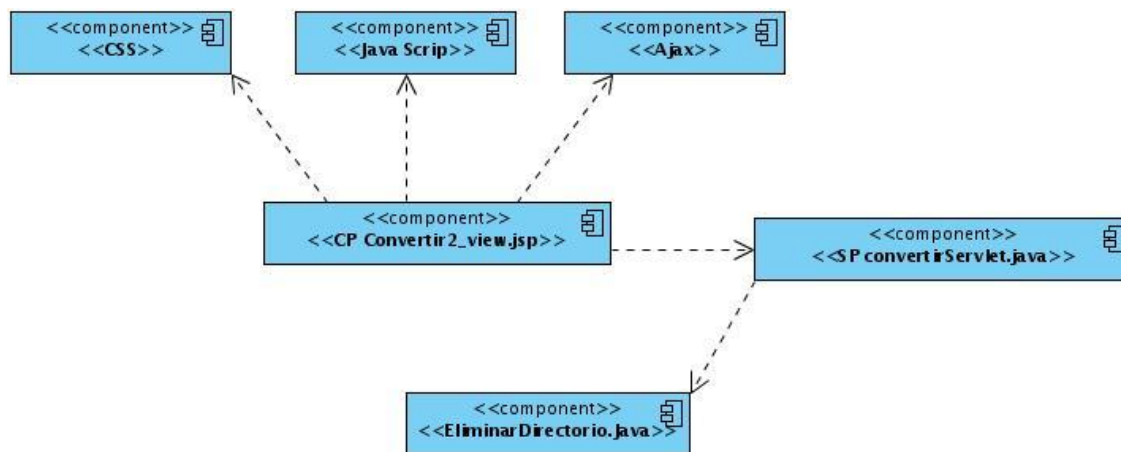 <<component>>
<<CSS>>
<<component>>
<<Java Scrip>>
<<component>>
<<Ajax>>
<<component>>
<<CP Convertir2_view.jsp>>
<<component>>
<<SP convertirServlet.java>>
<<component>>
<<EliminarDirectorio.Java>>